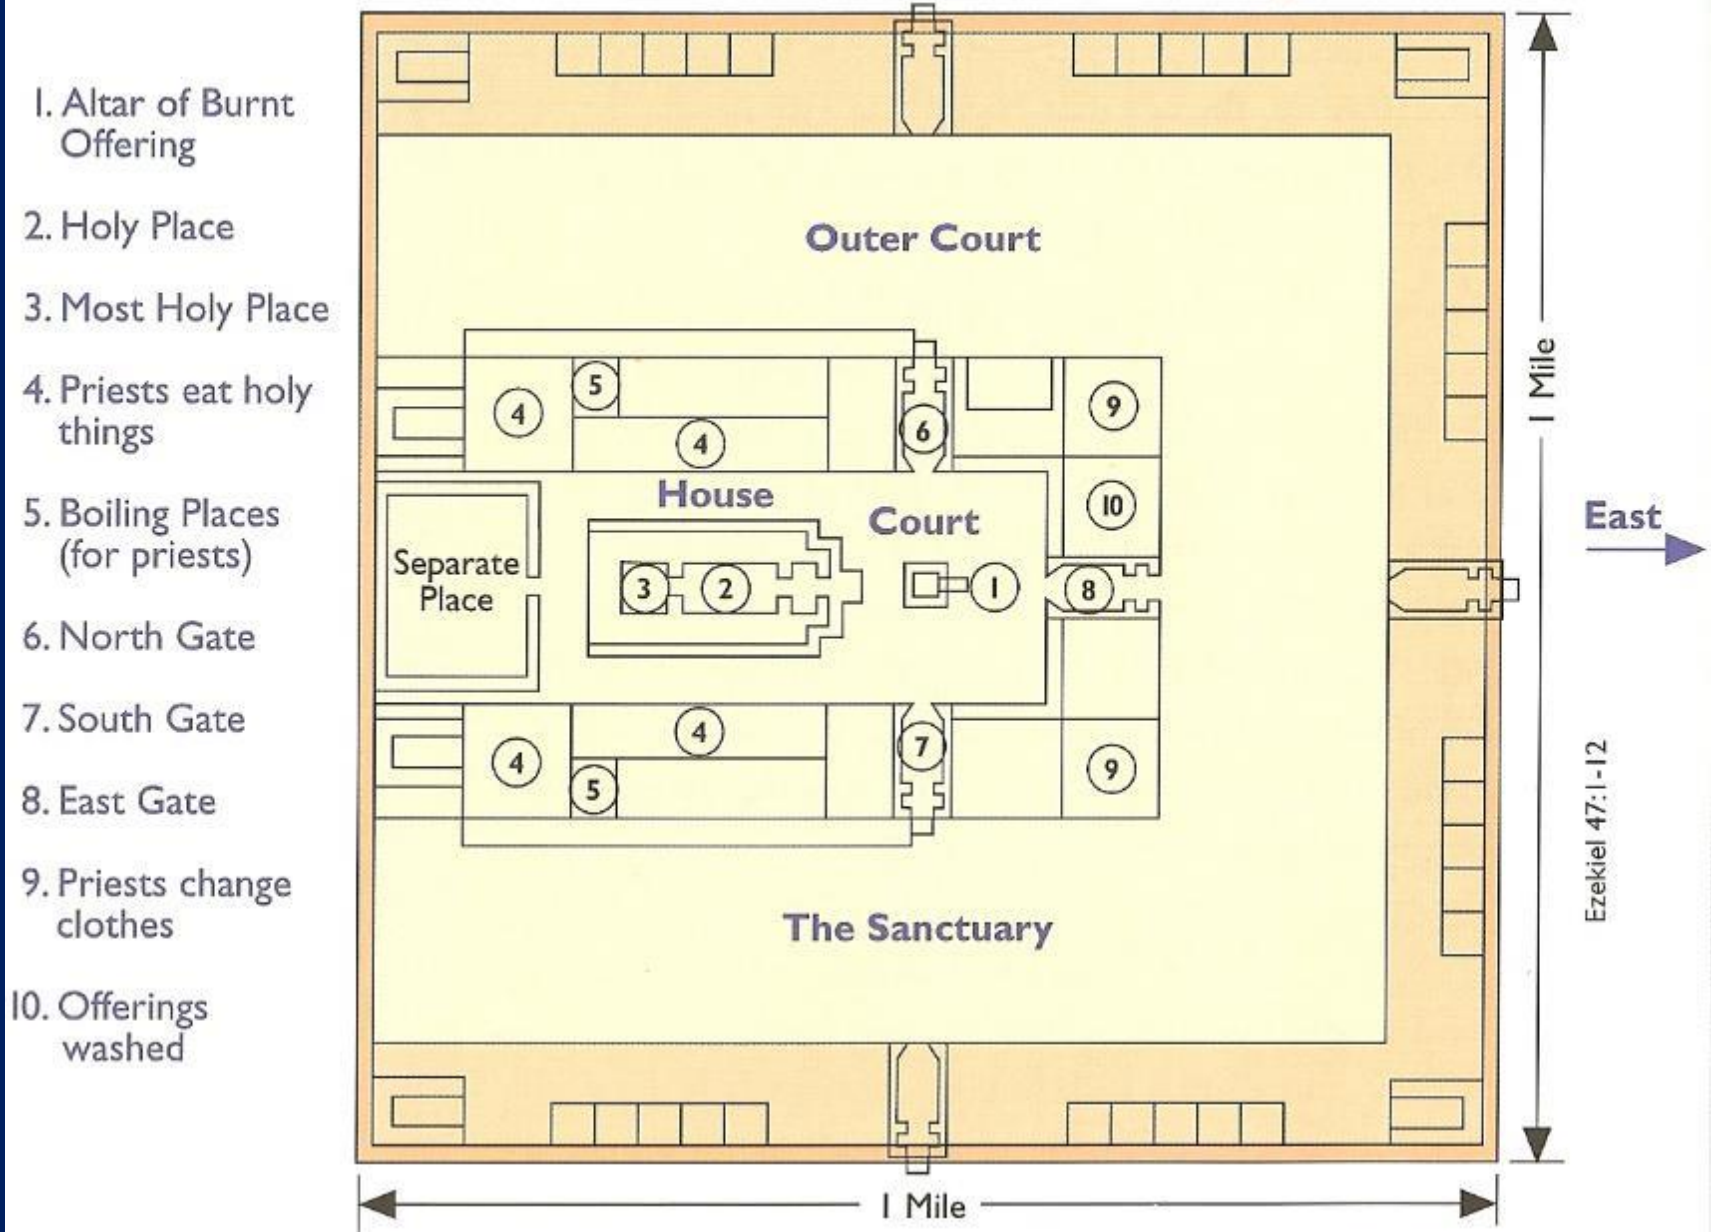 1. Altar of Burnt
Offering
2. Holy Place
3. Most Holy Place
4. Priests eat holy
things
5. Boiling Places
(for priests)
6. North Gate
7. South Gate
8. East Gate
9. Priests change
clothes
10. Offerings
washed
Outer Court
4
5
4
6
9
10
House
Court
Separate
Place
3
2
1
8
4
5
4
7
9
The Sanctuary
1 Mile
East
Ezekiel 47:1-12
1 Mile